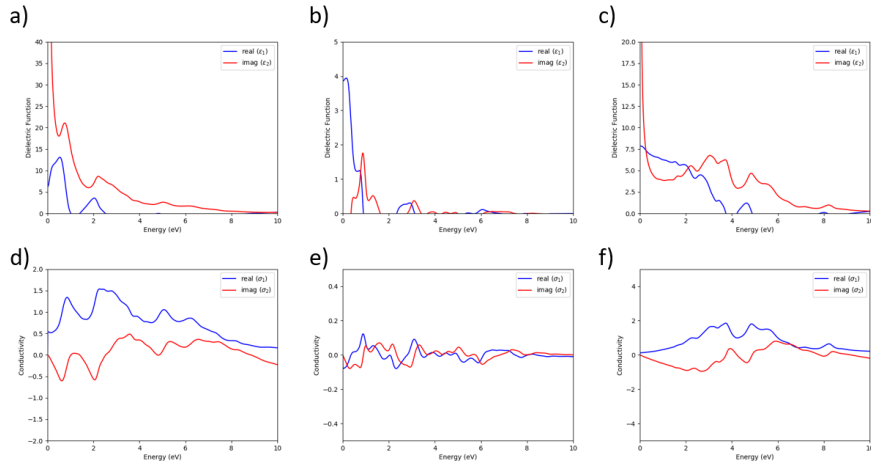 a)
b)
c)
40
35
30
25
20
15
10
5
0
0
2
4
6
8
10
Energy (eV)
Dielectric Function
real (ε₁)
imag (ε₂)
5
4
3
2
1
0
0
2
4
6
8
10
Energy (eV)
Dielectric Function
real (ε₁)
imag (ε₂)
20.0
17.5
15.0
12.5
10.0
7.5
5.0
2.5
0.0
0
2
4
6
8
10
Energy (eV)
Dielectric Function
real (ε₁)
imag (ε₂)
d)
e)
f)
2.0
1.5
1.0
0.5
0.0
−0.5
−1.0
−1.5
−2.0
0
2
4
6
8
10
Energy (eV)
Conductivity
real (σ₁)
imag (σ₂)
0.4
0.2
0.0
−0.2
−0.4
0
2
4
6
8
10
Energy (eV)
Conductivity
real (σ₁)
imag (σ₂)
4
2
0
−2
−4
0
2
4
6
8
10
Energy (eV)
Conductivity
real (σ₁)
imag (σ₂)